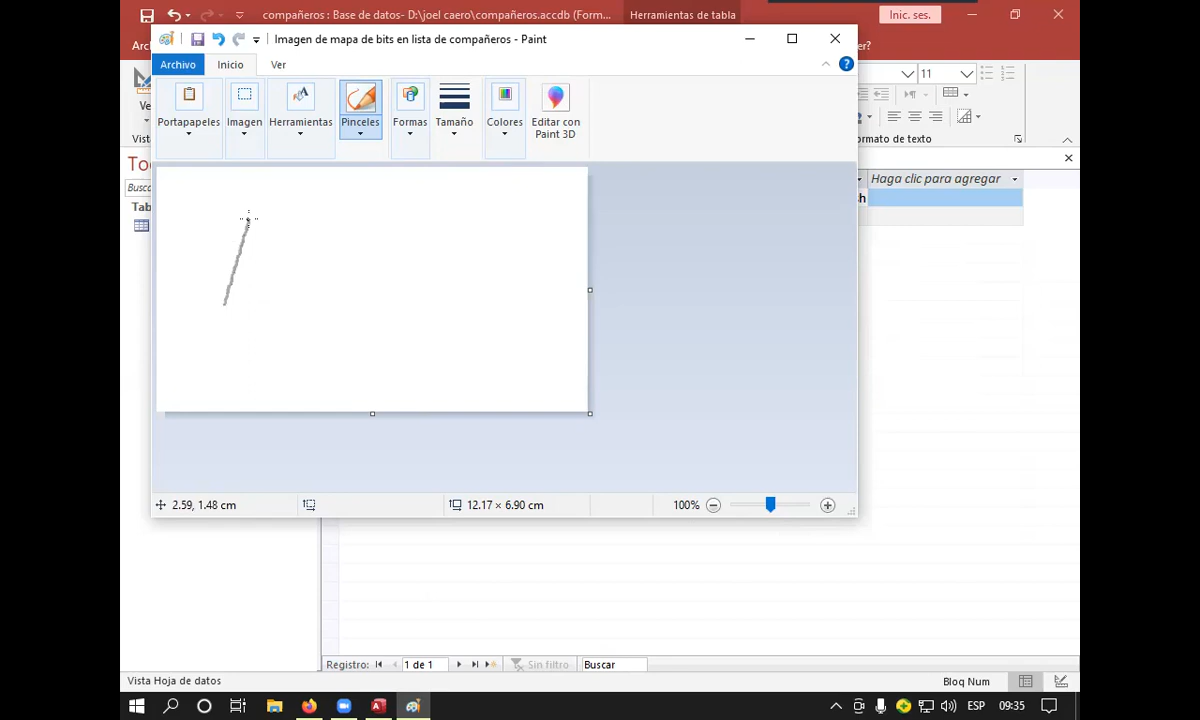 compañeros : Base de datos- D:\joel caero\compañeros.accdb (Form...
Herramientas de tabla
Inic. ses.
Imagen de mapa de bits en lista de compañeros - Paint
Archivo
Inicio
Ver
Portapapeles
Imagen
Herramientas
Pinceles
Formas
Tamaño
Colores
Editar con
Paint 3D
11
ormato de texto
Haga clic para agregar
Busc
Tab
2.59, 1.48 cm
12.17 × 6.90 cm
100%
Registro:
1 de 1
Sin filtro
Buscar
Vista Hoja de datos
Bloq Num
ESP
09:35